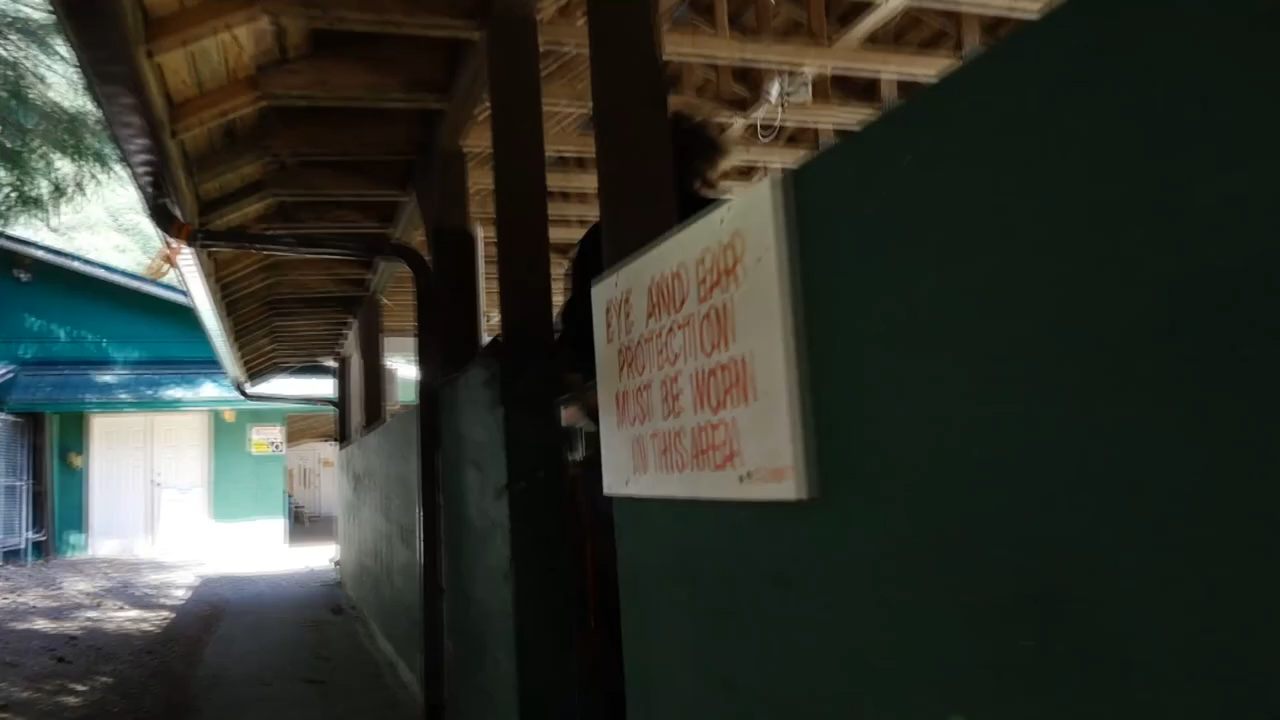 EYE AND EAR
PROTECTION
MUST BE WORN
IN THIS AREA